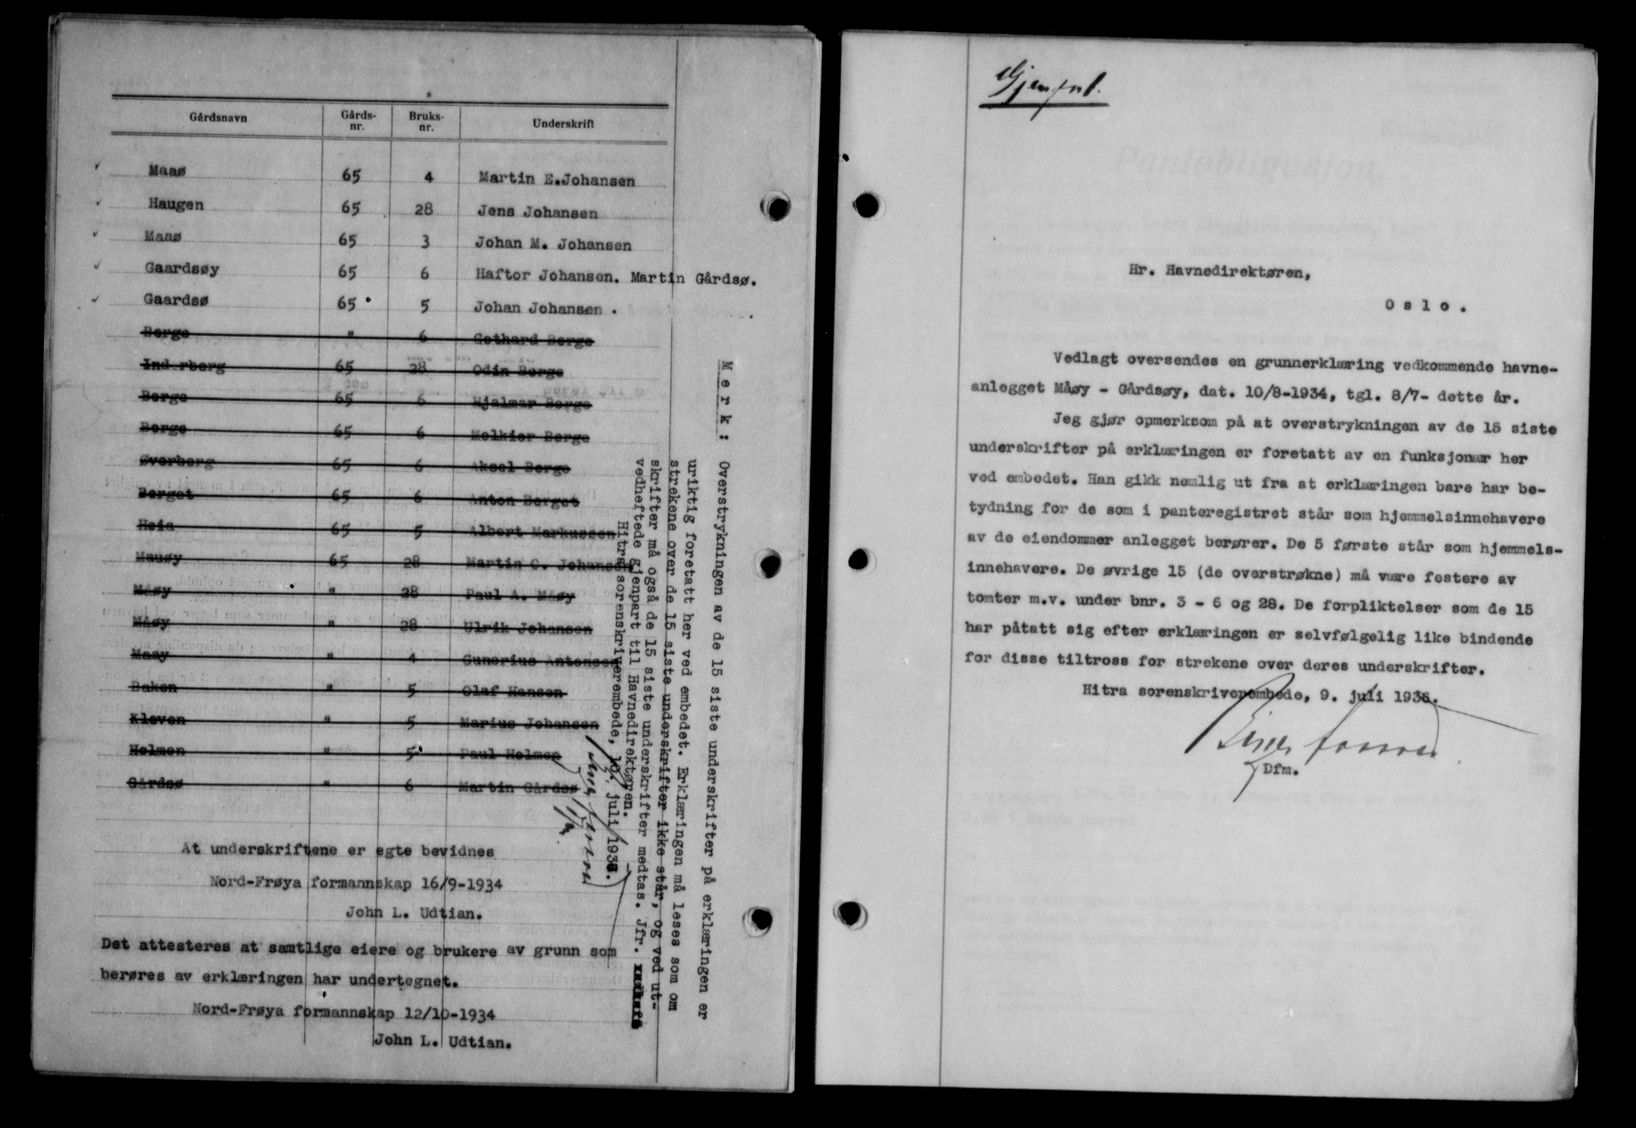 Gårdsnavn Gårds-nr. Bruks-nr. Underskrift
Maaø 65 4 Martin E.Johansen
Haugen 65 28 Jens Johansen
Maaø 65 3 Johan M. Johansen
Gaardsøy 65 6 Haftor Johansen. Martin Gårdsø.
Gaardsø 65 5 Johan Johansen.
Berge " 6 Gothard Berge
Inderberg 65 28 Odin Berge
Berge 65 6 Hjalmar Berge
Berge 65 6 Melkior Berge
Øverberg 65 6 Aksel Berge
Berget 65 6 Anton Berget
Heia 65 5 Albert Markussen
Mauøy 65 28 Martin C. Johansen
Måøy " 28 Paul A. Måøy
Måøy " 28 Ulrik Johansen
Maøy " 4 Gunerius Antonsen
Baken " 5 Olaf Hansen
Kleven " 5 Marius Johansen
Holmen " 5 Paul Holmen
Gårdsø " 6 Martin Gårdsø
At underskriftene er egte bevidnes
Nord-Frøya formannskap 16/9-1934
John L. Udtian.
Det attesteres at samtlige eiere og brukere av grunn som
berøres av erklæringen har undertegnet.
Nord-Frøya formannskap 12/10-1934
John L. Udtian.
Merk: Overstrykningen av de 15 siste underskrifter på erklæringen er
uriktig foretatt her ved embedet. Erklæringen må leses som om
strekene over de 15 siste underskrifter ikke står, og ved ut-
skrifter må også de 15 siste underskrifter medtas. Jfr.
vedheftede gjenpart til Havnedirektøren.
Hitra sorenskriverembede, 10. juli 1938.
Gjenpart.
Hr. Havnedirektøren,
Oslo.
Vedlagt oversendes en grunnerklæring vedkommende havne-
anlegget Måøy - Gårdsøy, dat. 10/8-1934, tgl. 8/7- dette år.
Jeg gjør opmerksom på at overstrykningen av de 15 siste
underskrifter på erklæringen er foretatt av en funksjonær her
ved embedet. Han gikk nemlig ut fra at erklæringen bare har be-
tydning for de som i panteregistret står som hjemmelsinnehavere
av de eiendommer anlegget berører. De 5 første står som hjemmels-
innehavere. De øvrige 15 (de overstrøkne) må være festere av
tomter m.v. under bnr. 3 - 6 og 28. De forpliktelser som de 15
har påtatt sig efter erklæringen er selvfølgelig like bindende
for disse tiltross for strekene over deres underskrifter.
Hitra sorenskriverembede, 9. juli 1938.
Dfm.